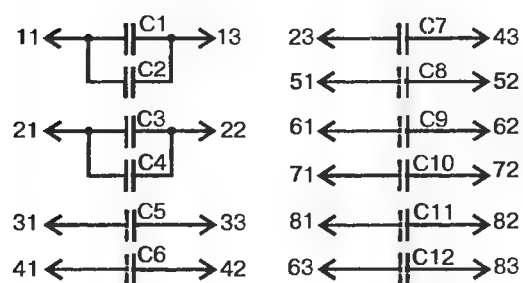 11 C1 13 23 C7 43
C2 51 C8 52
21 C3 22 61 C9 62
C4 71 C10 72
31 C5 33 81 C11 82
41 C6 42 63 C12 83